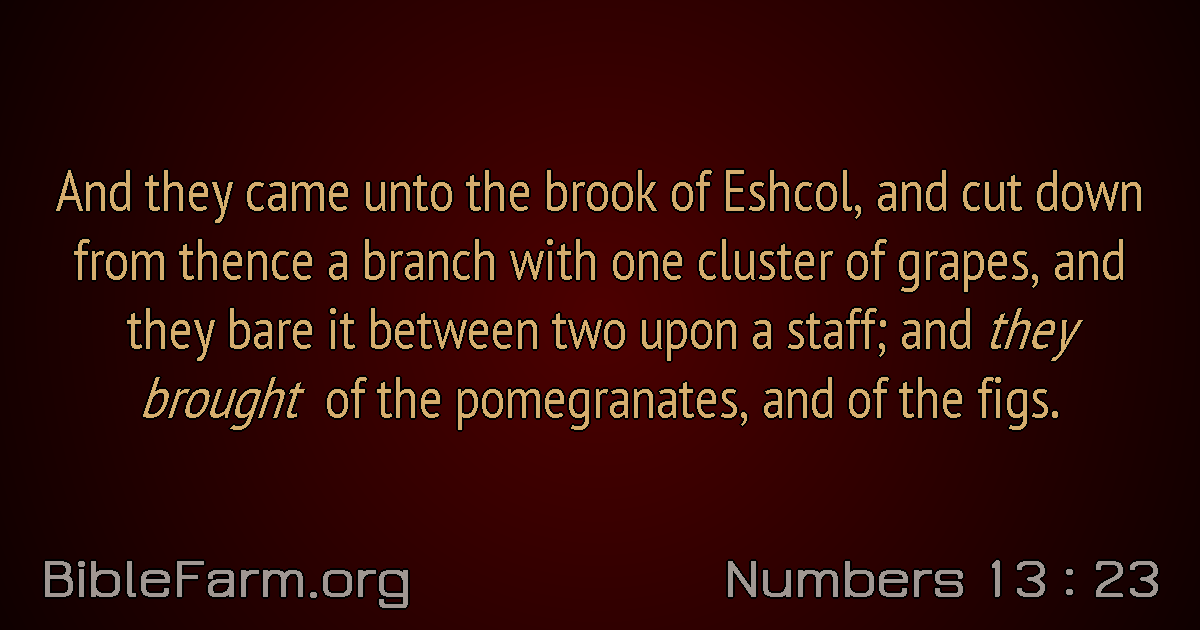 And they came unto the brook of Eshcol, and cut down
from thence a branch with one cluster of grapes, and
they bare it between two upon a staff; and they
brought of the pomegranates, and of the figs.
BibleFarm.org
Numbers 13 : 23